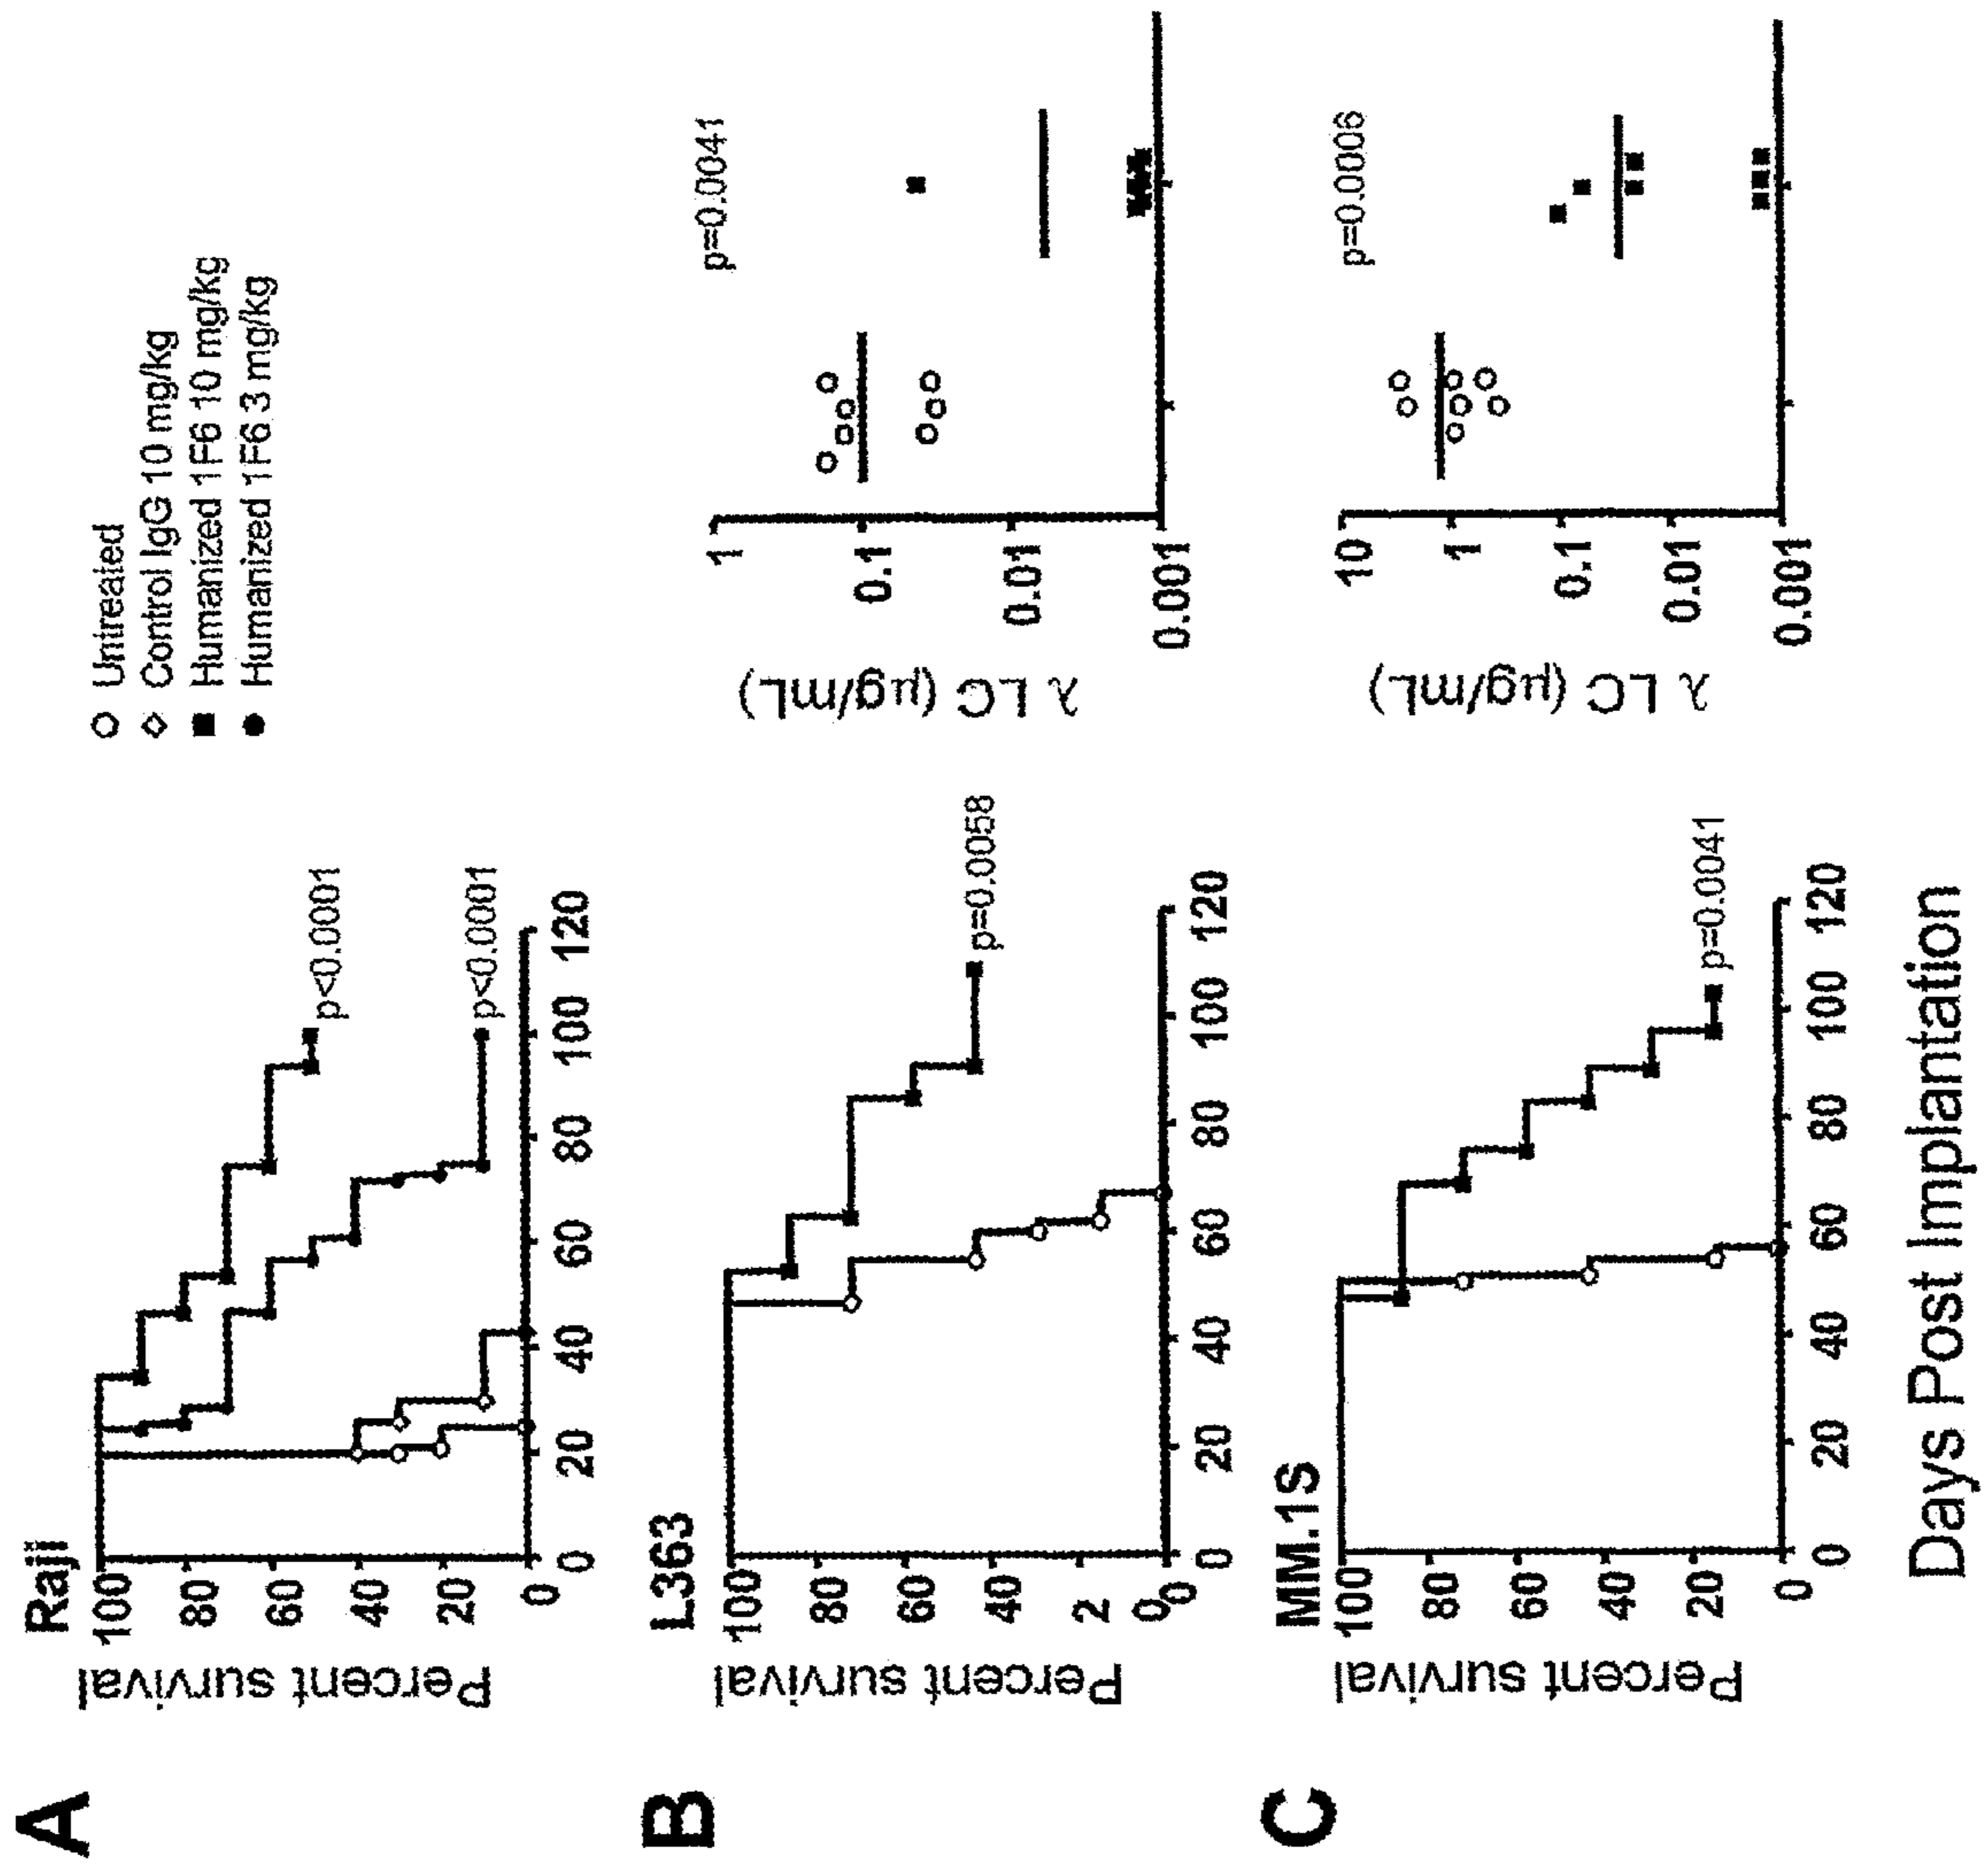 A
Raji
Percent survival
100
80
60
40
20
0
0
20
40
60
80
100
120
p<0.0001
p<0.0001
Untreated
Control IgG 10 mg/kg
Humanized 1F6 10 mg/kg
Humanized 1F6 3 mg/kg
B
L363
Percent survival
100
80
60
40
2
0
0
20
40
60
80
100
120
p=0.0058
λ LC (µg/mL)
1
0.1
0.01
0.001
p=0.0041
C
MM.1S
Percent survival
100
80
60
40
20
0
0
20
40
60
80
100
120
p=0.0041
λ LC (µg/mL)
10
1
0.1
0.01
0.001
p=0.0006
Days Post Implantation